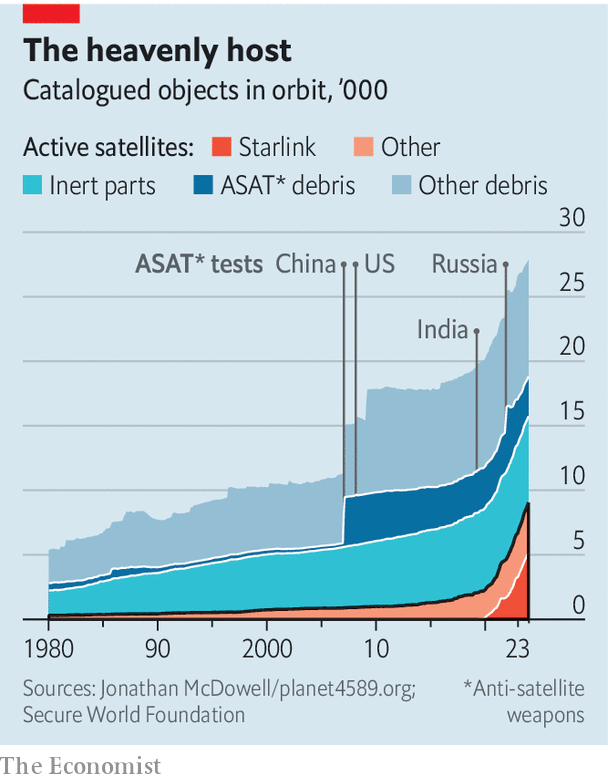 The heavenly host
Catalogued objects in orbit, ’000
Active satellites: Starlink Other
Inert parts ASAT* debris Other debris
30
ASAT* tests China US Russia
25
India
20
15
10
5
0
1980 90 2000 10 23
Sources: Jonathan McDowell/planet4589.org;
Secure World Foundation
*Anti-satellite
weapons
The Economist